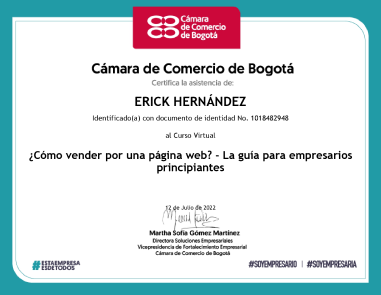 Cámara
de Comercio
de Bogotá
Cámara de Comercio de Bogotá
Certifica la asistencia de:
ERICK HERNÁNDEZ
Identificado(a) con documento de identidad No. 1018482948
al Curso Virtual
¿Cómo vender por una página web? - La guía para empresarios
principiantes
12 de Julio de 2022
Martha Sofía Gómez Martínez
Directora Soluciones Empresariales
Vicepresidencia de Fortalecimiento Empresarial
Cámara de Comercio de Bogotá
#ESTAEMPRESA
ESDETODOS
#SOYEMPRESARIO | #SOYEMPRESARIA